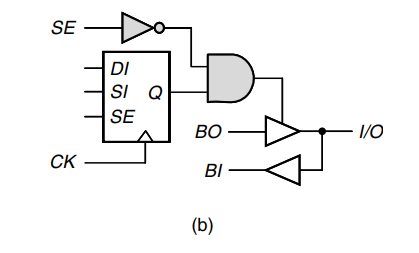 SE
DI
SI Q
SE
BO I/O
CK BI
(b)